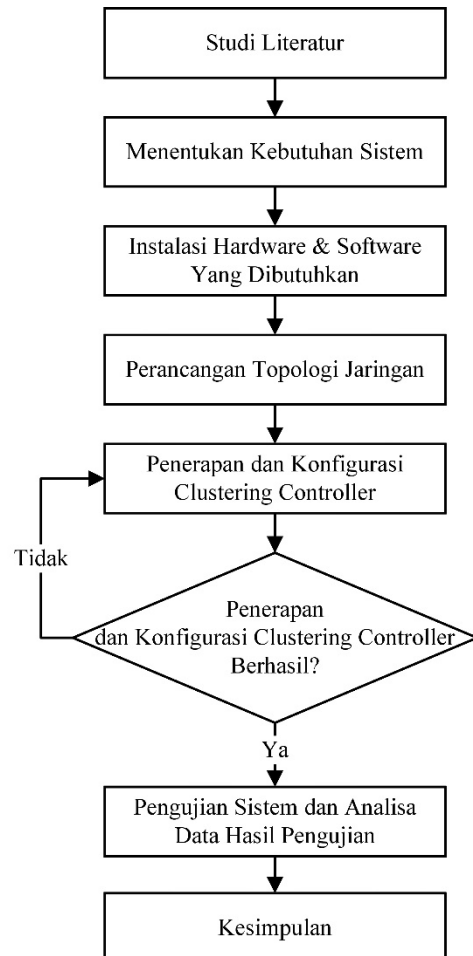 Studi Literatur
Menentukan Kebutuhan Sistem
Instalasi Hardware & Software
Yang Dibutuhkan
Perancangan Topologi Jaringan
Penerapan dan Konfigurasi
Clustering Controller
Tidak
Penerapan
dan Konfigurasi Clustering Controller
Berhasil?
Ya
Pengujian Sistem dan Analisa
Data Hasil Pengujian
Kesimpulan